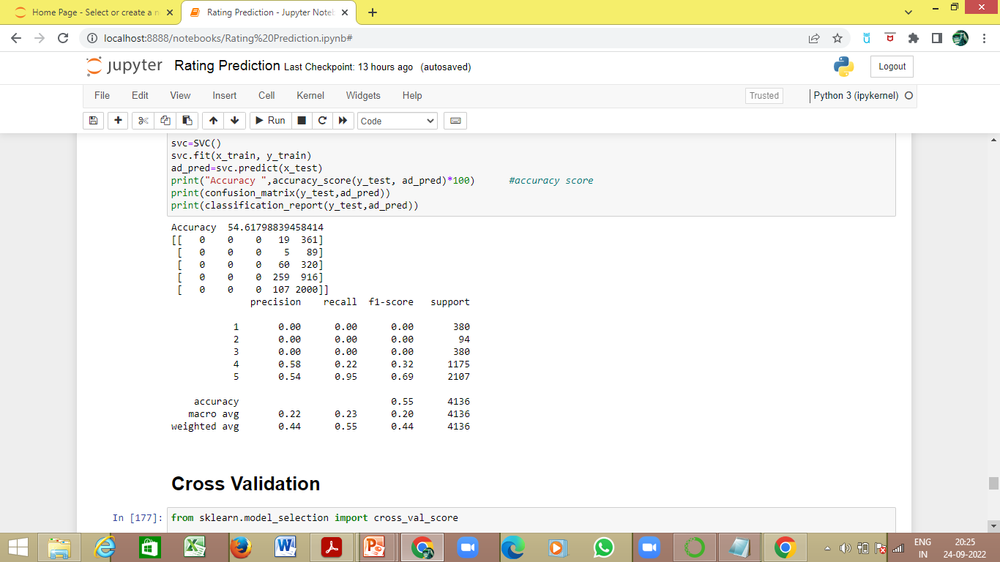 Home Page - Select or create a n
Rating Prediction - Jupyter Noteb
localhost:8888/notebooks/Rating%20Prediction.ipynb#
jupyter Rating Prediction Last Checkpoint: 13 hours ago (autosaved)
Logout
File Edit View Insert Cell Kernel Widgets Help
Trusted
Python 3 (ipykernel)
Run
Code
svc=SVC()
svc.fit(x_train, y_train)
ad_pred=svc.predict(x_test)
print("Accuracy ",accuracy_score(y_test, ad_pred)*100)      #accuracy score
print(confusion_matrix(y_test,ad_pred))
print(classification_report(y_test,ad_pred))
Accuracy  54.61798839458414
[[   0    0    0   19  361]
 [   0    0    0    5   89]
 [   0    0    0   60  320]
 [   0    0    0  259  916]
 [   0    0    0  107 2000]]
              precision    recall  f1-score   support
           1       0.00      0.00      0.00       380
           2       0.00      0.00      0.00        94
           3       0.00      0.00      0.00       380
           4       0.58      0.22      0.32      1175
           5       0.54      0.95      0.69      2107
    accuracy                           0.55      4136
   macro avg       0.22      0.23      0.20      4136
weighted avg       0.44      0.55      0.44      4136
Cross Validation
In [177]: from sklearn.model_selection import cross_val_score
ENG 20:25
IN 24-09-2022